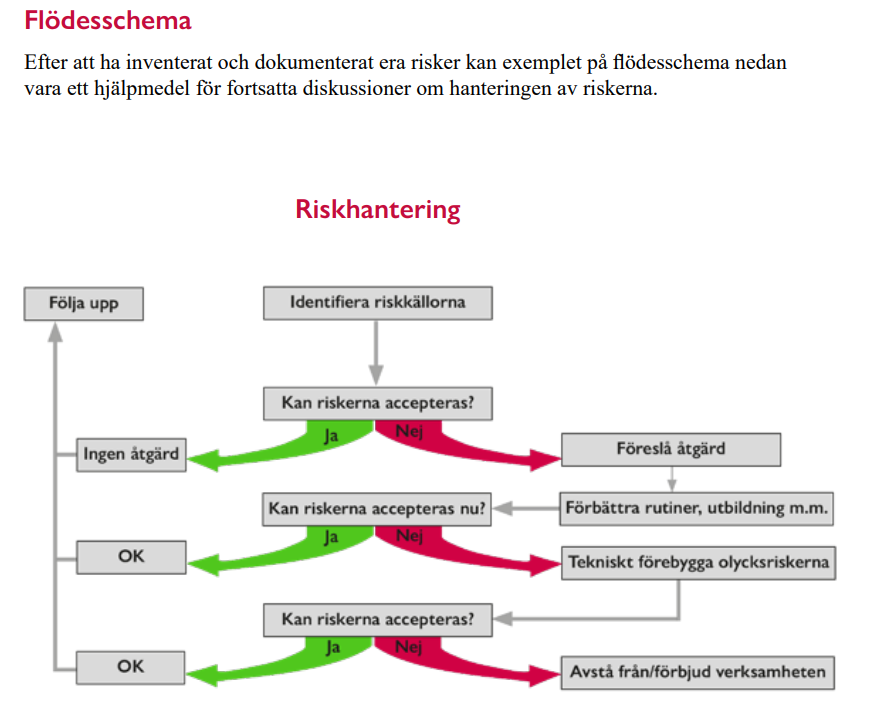 Flödesschema
Efter att ha inventerat och dokumenterat era risker kan exemplet på flödesschema nedan
vara ett hjälpmedel för fortsatta diskussioner om hanteringen av riskerna.
Riskhantering
Följa upp
Identifiera riskkällorna
Kan riskerna accepteras?
Ja
Nej
Ingen åtgärd
Föreslå åtgärd
Kan riskerna accepteras nu?
Förbättra rutiner, utbildning m.m.
Ja
Nej
OK
Tekniskt förebygga olycksriskerna
Kan riskerna accepteras?
Ja
Nej
OK
Avstå från/förbjud verksamheten